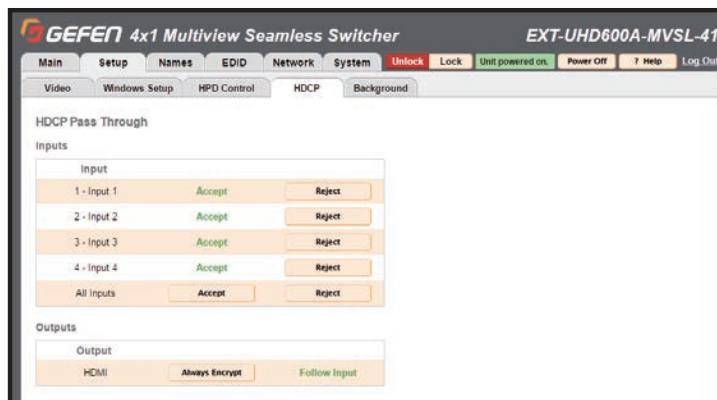 GEFEN 4x1 Multiview Seamless Switcher EXT-UHD600A-MVSL-41
Main Setup Names EDID Network System Unlock Lock Unit powered on. Power Off ? Help Log Out
Video Windows Setup HPD Control HDCP Background
HDCP Pass Through
Inputs
Input
1 - Input 1 Accept Reject
2 - Input 2 Accept Reject
3 - Input 3 Accept Reject
4 - Input 4 Accept Reject
All Inputs Accept Reject
Outputs
Output
HDMI Always Encrypt Follow Input